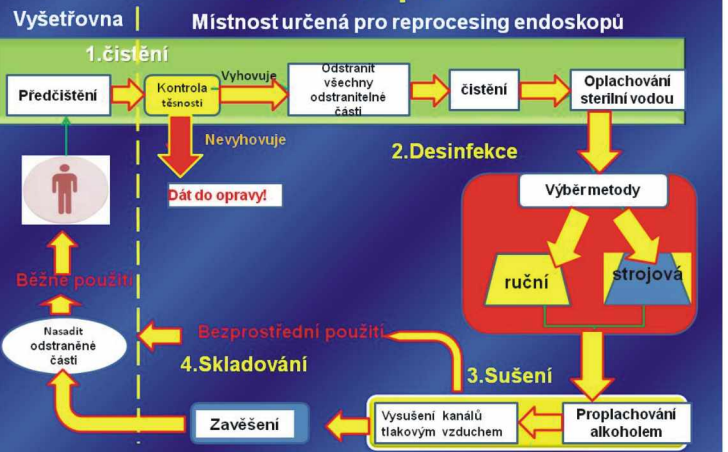 Vyšetřovna
Místnost určená pro reprocesing endoskopů
1.čistění
Předčištění
Kontrola
těsnosti
Vyhovuje
Odstranit
všechny
odstranitelné
části
čistění
Oplachování
sterilní vodou
Nevyhovuje
Dát do opravy!
2.Desinfekce
Výběr metody
ruční
strojová
Běžné použití
Nasadit
odstraněné
části
Bezprostřední použití
4.Skladování
3.Sušení
Zavěšení
Vysušení kanálů
tlakovým vzduchem
Proplachování
alkoholem